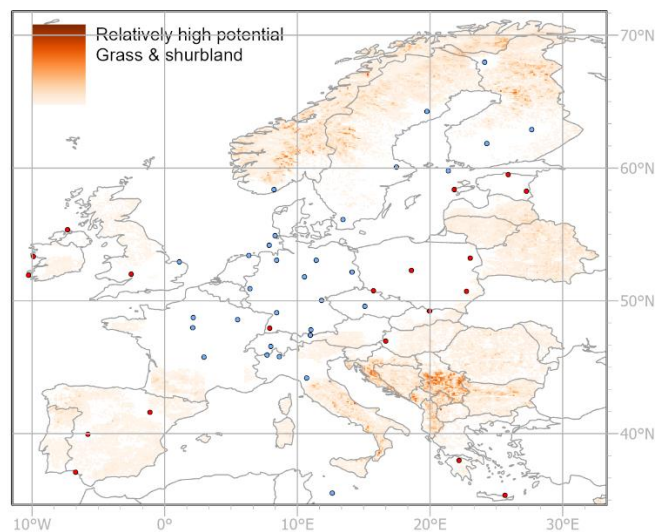 Relatively high potential
Grass & shurbland
70°N
60°N
50°N
40°N
10°W
0°
10°E
20°E
30°E